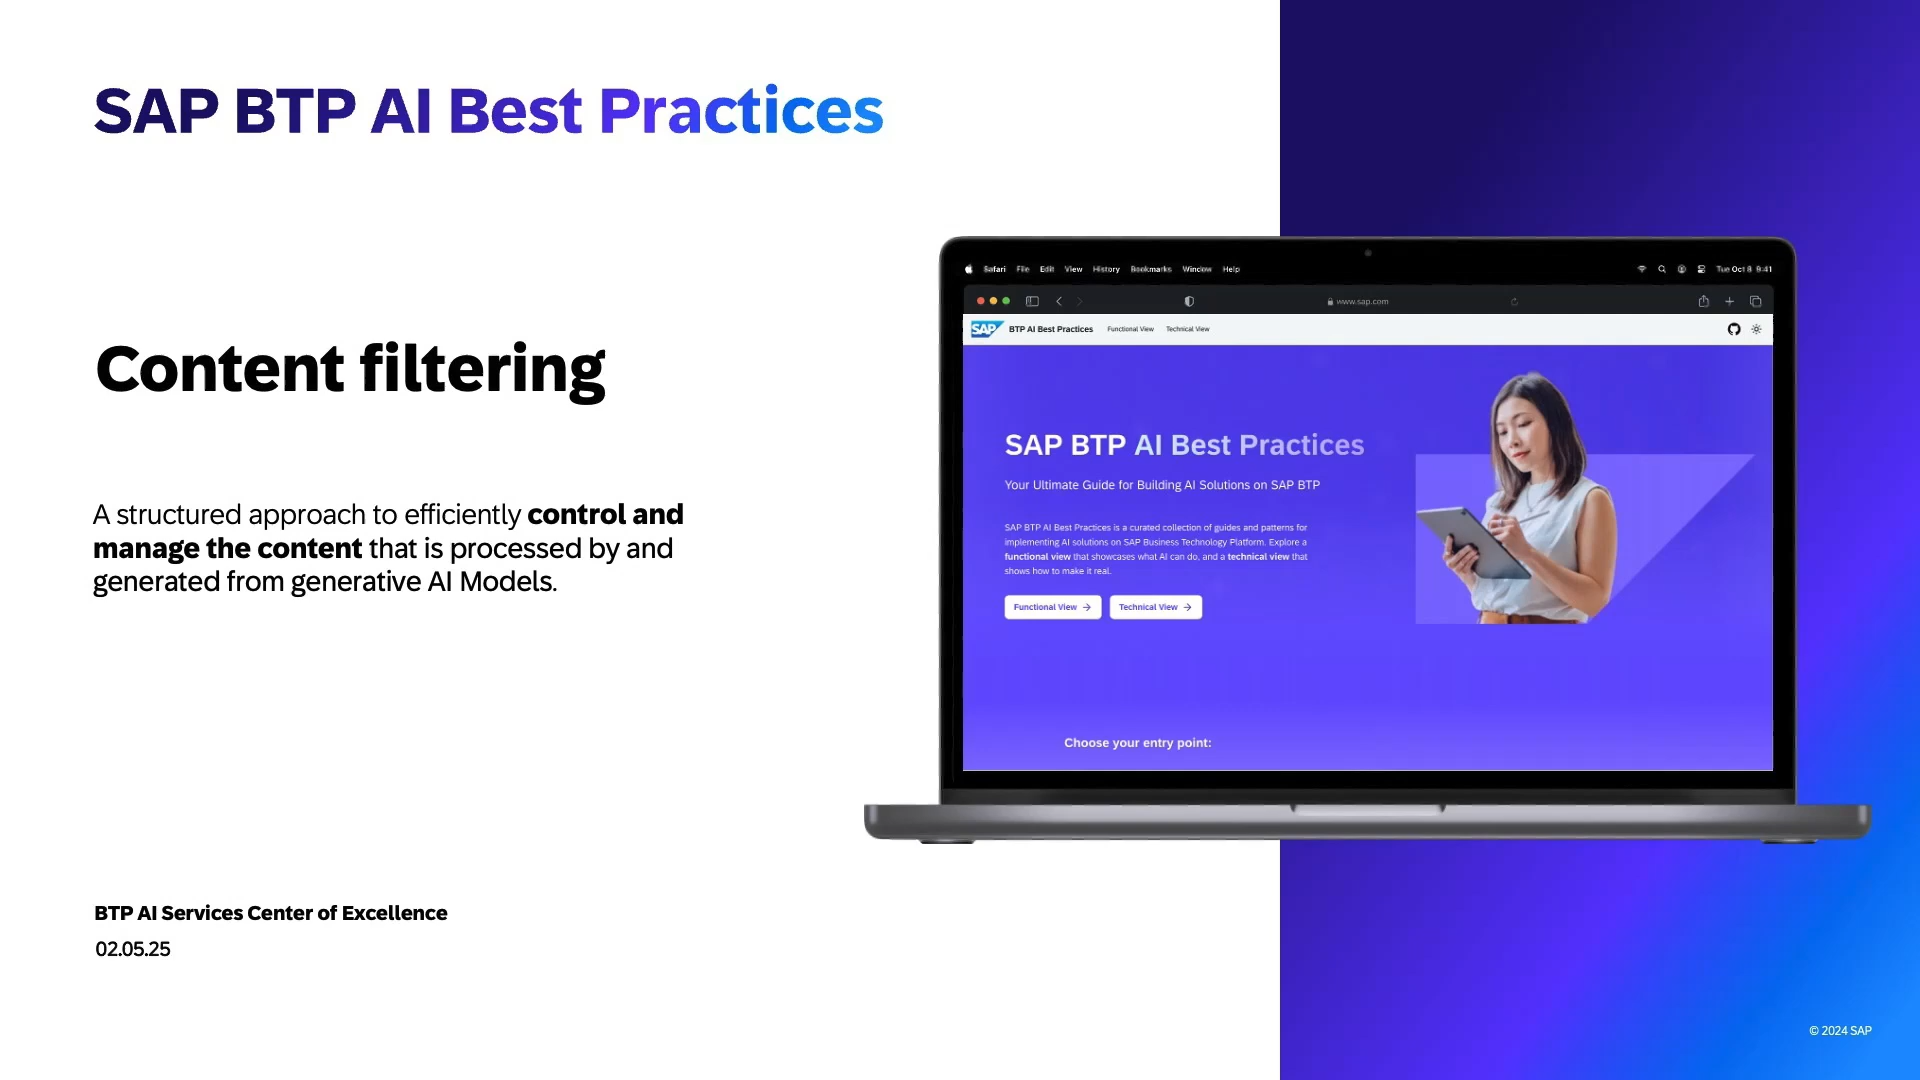 SAP BTP AI Best Practices
Content filtering
A structured approach to efficiently control and
manage the content that is processed by and
generated from generative AI Models.
BTP AI Services Center of Excellence
02.05.25
Safari File Edit View History Bookmarks Window Help
Tue Oct 8 9:41
www.sap.com
SAP BTP AI Best Practices Functional View Technical View
SAP BTP AI Best Practices
Your Ultimate Guide for Building AI Solutions on SAP BTP
SAP BTP AI Best Practices is a curated collection of guides and patterns for
implementing AI solutions on SAP Business Technology Platform. Explore a
functional view that showcases what AI can do, and a technical view that
shows how to make it real.
Functional View → Technical View →
Choose your entry point:
© 2024 SAP